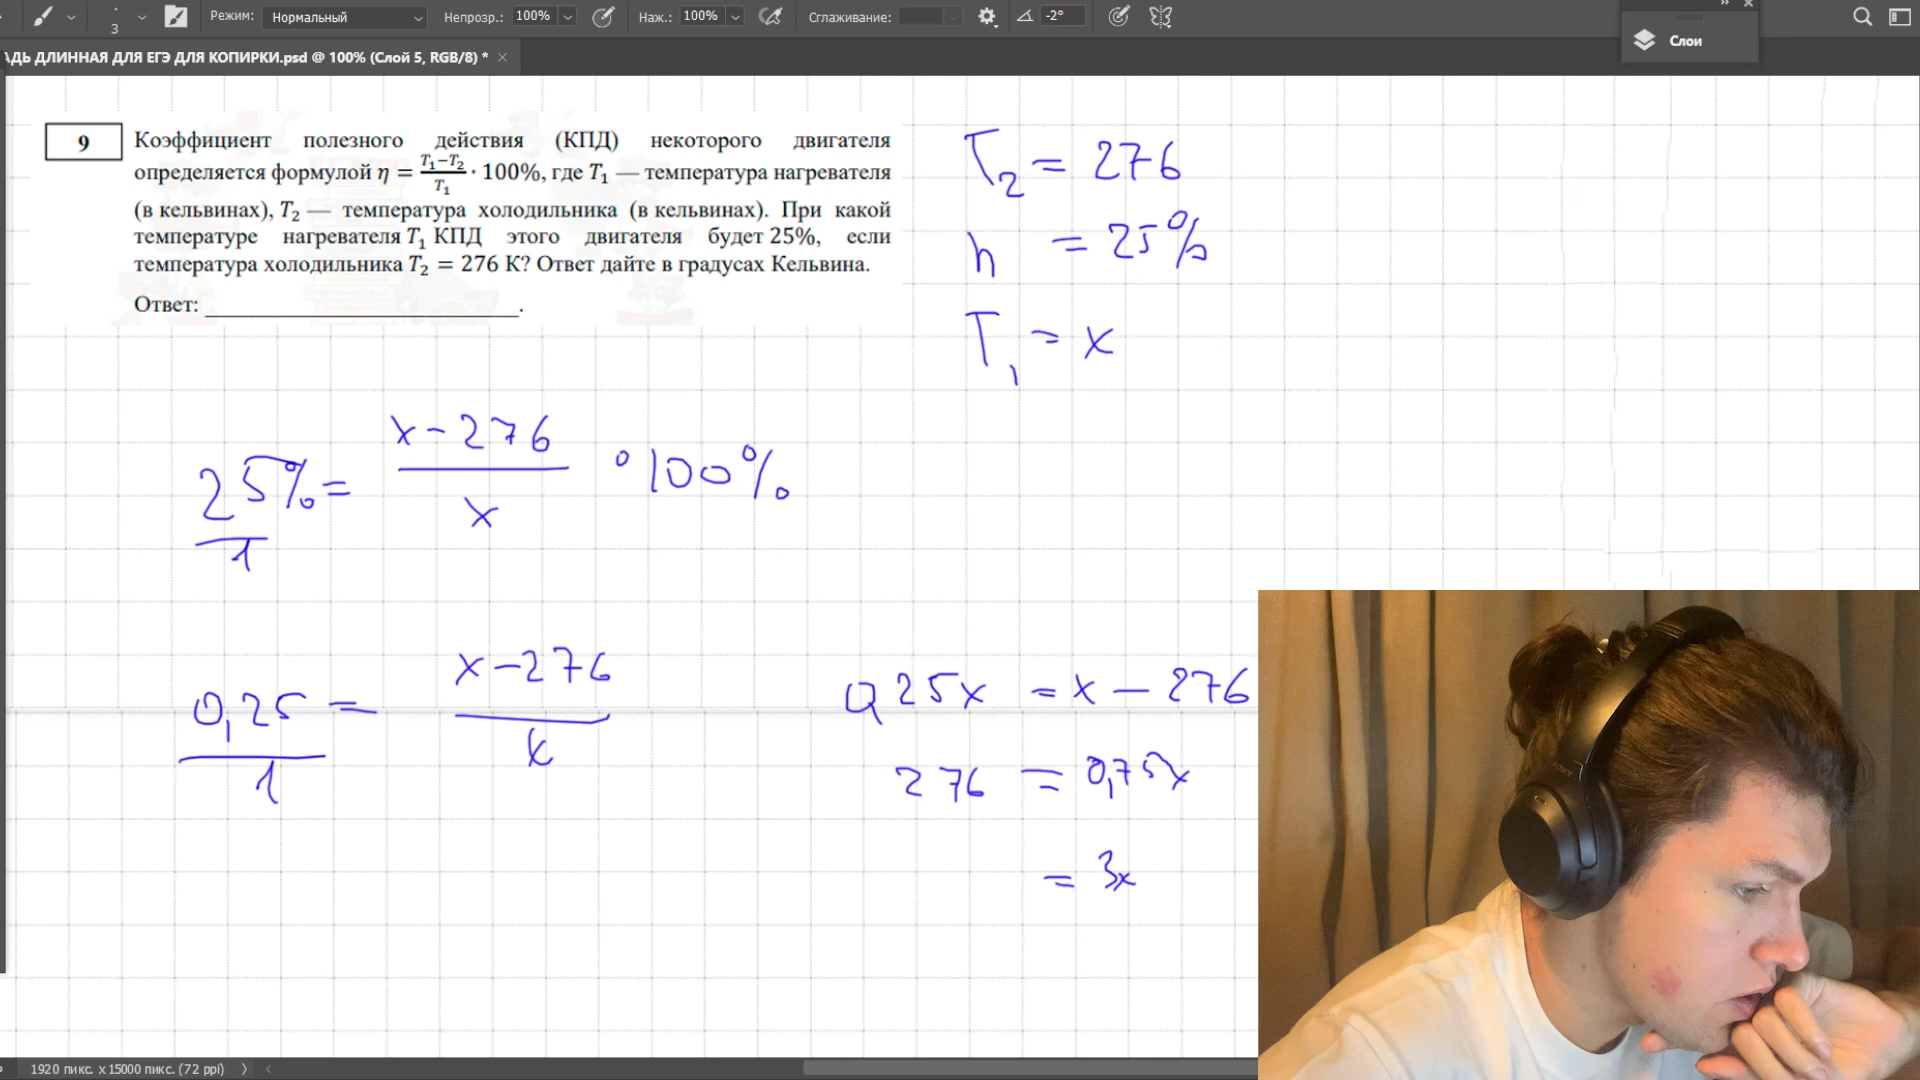 3 Режим: Нормальный Непрозр.: 100% Наж.: 100% Сглаживание: -2°
Слои
АДЬ ДЛИННАЯ ДЛЯ ЕГЭ ДЛЯ КОПИРКИ.psd @ 100% (Слой 5, RGB/8) *
9
Коэффициент полезного действия (КПД) некоторого двигателя
определяется формулой η = (T₁−T₂)/T₁ · 100%, где T₁ — температура нагревателя
(в кельвинах), T₂ — температура холодильника (в кельвинах). При какой
температуре нагревателя T₁ КПД этого двигателя будет 25%, если
температура холодильника T₂ = 276 К? Ответ дайте в градусах Кельвина.
Ответ: ______________.
T₂ = 276
h = 25%
T₁ = x
25%/1 = (x - 276)/x · 100%
0,25/1 = (x - 276)/x
0,25x = x - 276
276 = 0,75x
= 3x
1920 пикс. x 15000 пикс. (72 ppi)